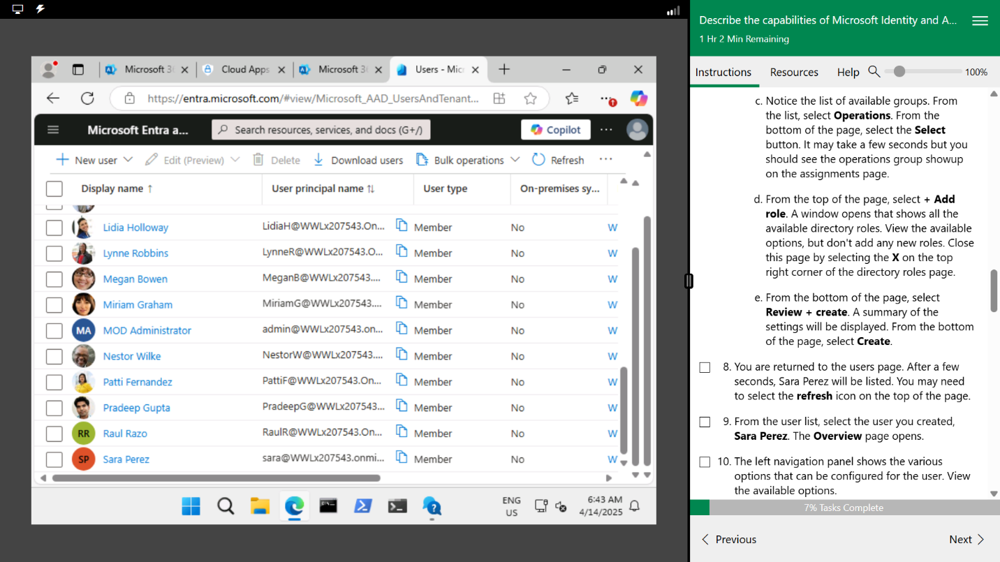 Describe the capabilities of Microsoft Identity and A...
1 Hr 2 Min Remaining
Instructions
Resources
Help
100%
Microsoft 3
Cloud Apps
Microsoft 3
Users - Mic
https://entra.microsoft.com/#view/Microsoft_AAD_UsersAndTenant...
Microsoft Entra a...
Search resources, services, and docs (G+/)
Copilot
New user
Edit (Preview)
Delete
Download users
Bulk operations
Refresh
Display name ↑
User principal name ↑↓
User type
On-premises sy...
Lidia Holloway LidiaH@WWLx207543.On... Member No W
Lynne Robbins LynneR@WWLx207543.O... Member No W
Megan Bowen MeganB@WWLx207543.... Member No W
Miriam Graham MiriamG@WWLx207543.... Member No W
MA MOD Administrator admin@WWLx207543.on... Member No W
Nestor Wilke NestorW@WWLx207543.... Member No W
Patti Fernandez PattiF@WWLx207543.On... Member No W
Pradeep Gupta PradeepG@WWLx207543... Member No W
RR Raul Razo RaulR@WWLx207543.On... Member No W
SP Sara Perez sara@WWLx207543.onmi... Member No W
ENG
US
6:43 AM
4/14/2025
c. Notice the list of available groups. From
the list, select Operations. From the
bottom of the page, select the Select
button. It may take a few seconds but you
should see the operations group showup
on the assignments page.
d. From the top of the page, select + Add
role. A window opens that shows all the
available directory roles. View the available
options, but don't add any new roles. Close
this page by selecting the X on the top
right corner of the directory roles page.
e. From the bottom of the page, select
Review + create. A summary of the
settings will be displayed. From the bottom
of the page, select Create.
8. You are returned to the users page. After a few
seconds, Sara Perez will be listed. You may need
to select the refresh icon on the top of the page.
9. From the user list, select the user you created,
Sara Perez. The Overview page opens.
10. The left navigation panel shows the various
options that can be configured for the user. View
the available options.
7% Tasks Complete
Previous
Next